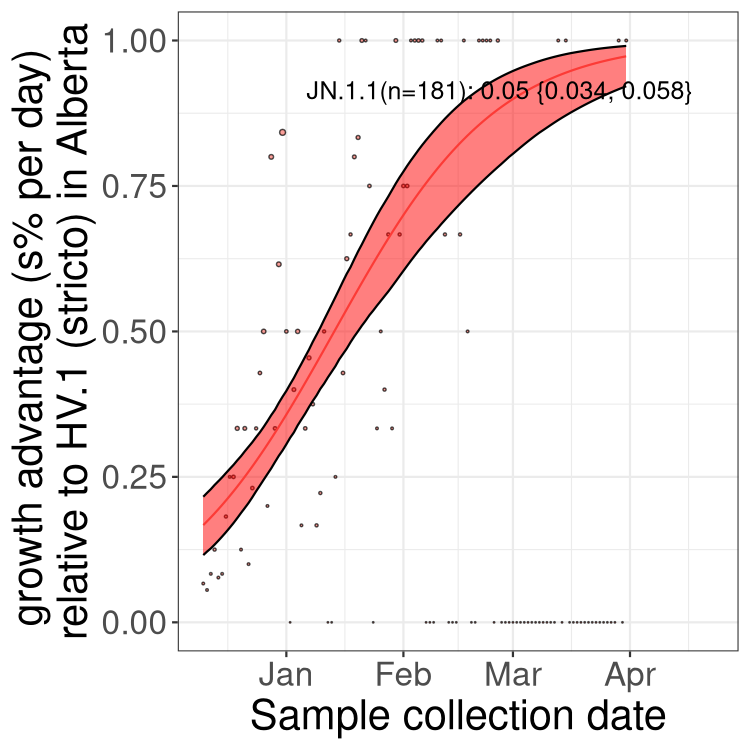 growth advantage (s% per day)
relative to HV.1 (stricto) in Alberta
1.00
0.75
0.50
0.25
0.00
JN.1.1(n=181): 0.05 {0.034, 0.058}
Jan Feb Mar Apr
Sample collection date